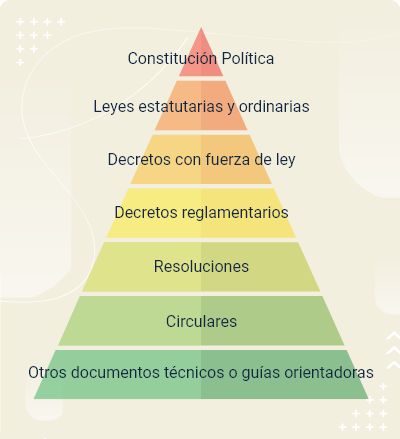 Constitución Política
Leyes estatutarias y ordinarias
Decretos con fuerza de ley
Decretos reglamentarios
Resoluciones
Circulares
Otros documentos técnicos o guías orientadoras